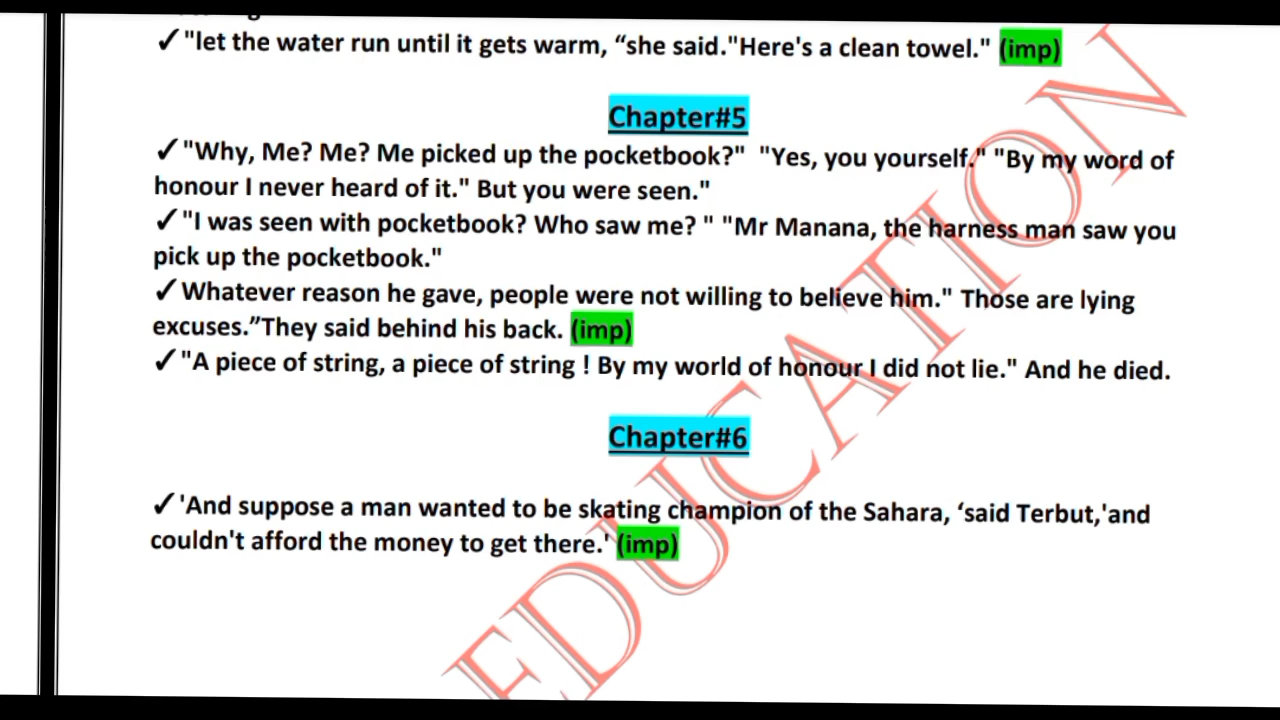 ✓"let the water run until it gets warm, “she said."Here's a clean towel." (imp)
Chapter#5
✓"Why, Me? Me? Me picked up the pocketbook?" "Yes, you yourself." "By my word of
honour I never heard of it." But you were seen."
✓"I was seen with pocketbook? Who saw me? " "Mr Manana, the harness man saw you
pick up the pocketbook."
✓Whatever reason he gave, people were not willing to believe him." Those are lying
excuses.”They said behind his back. (imp)
✓"A piece of string, a piece of string ! By my world of honour I did not lie." And he died.
Chapter#6
✓'And suppose a man wanted to be skating champion of the Sahara, ‘said Terbut,'and
couldn't afford the money to get there.' (imp)
EDUCATION